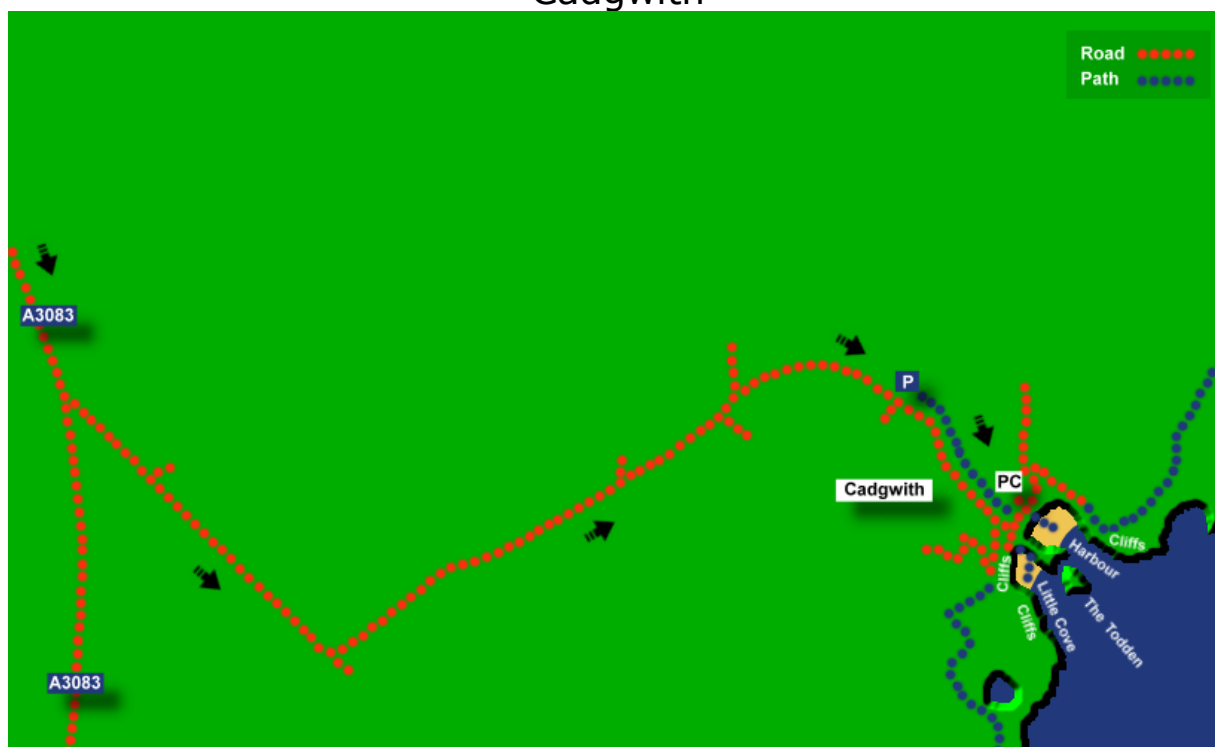 Cadgwith
Road
Path
A3083
P
PC
Cadgwith
Cliffs
Harbour
Cliffs
Little Cove
The Todden
Cliffs
A3083